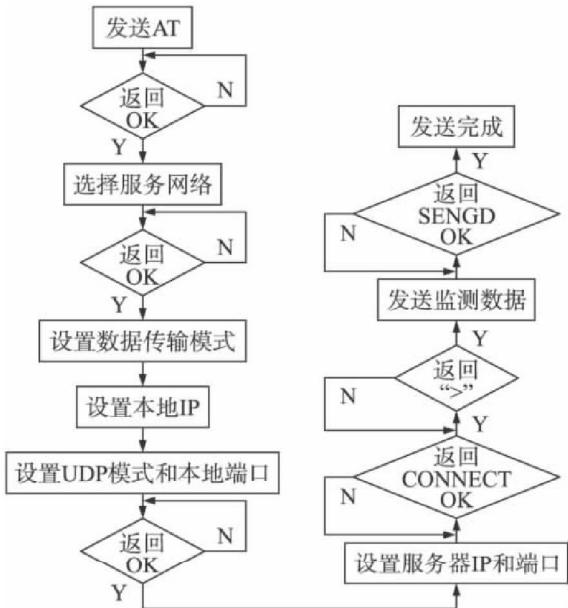 发送AT
返回
OK
N
Y
选择服务网络
返回
OK
N
Y
设置数据传输模式
设置本地IP
设置UDP模式和本地端口
返回
OK
N
Y
设置服务器IP和端口
返回
CONNECT
OK
N
Y
返回
“>”
N
Y
发送监测数据
返回
SENGD
OK
N
Y
发送完成